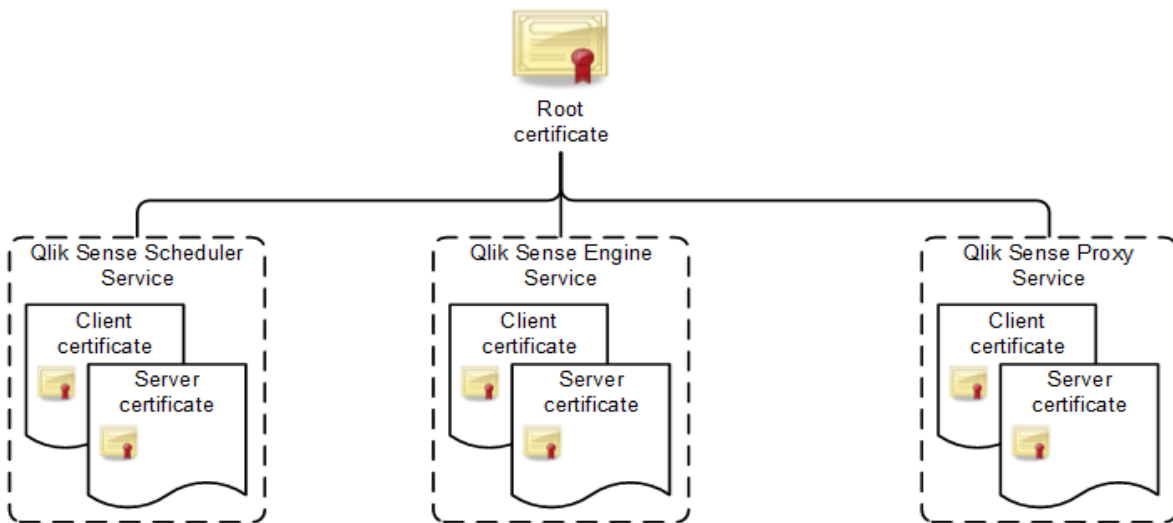 Root
certificate
Qlik Sense Scheduler
Service
Client
certificate
Server
certificate
Qlik Sense Engine
Service
Client
certificate
Server
certificate
Qlik Sense Proxy
Service
Client
certificate
Server
certificate